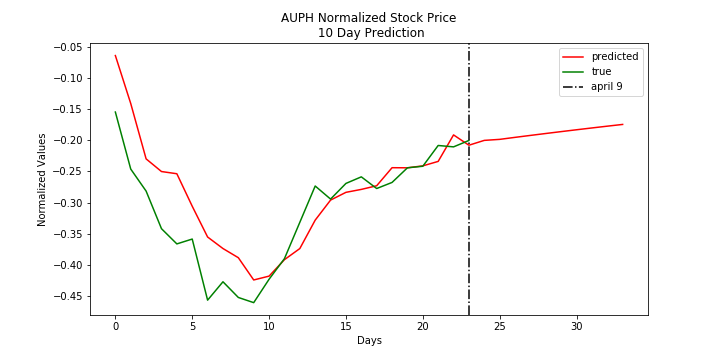 AUPH Normalized Stock Price
10 Day Prediction
−0.05
−0.10
−0.15
−0.20
−0.25
−0.30
−0.35
−0.40
−0.45
Normalized Values
predicted
true
april 9
0 5 10 15 20 25 30
Days